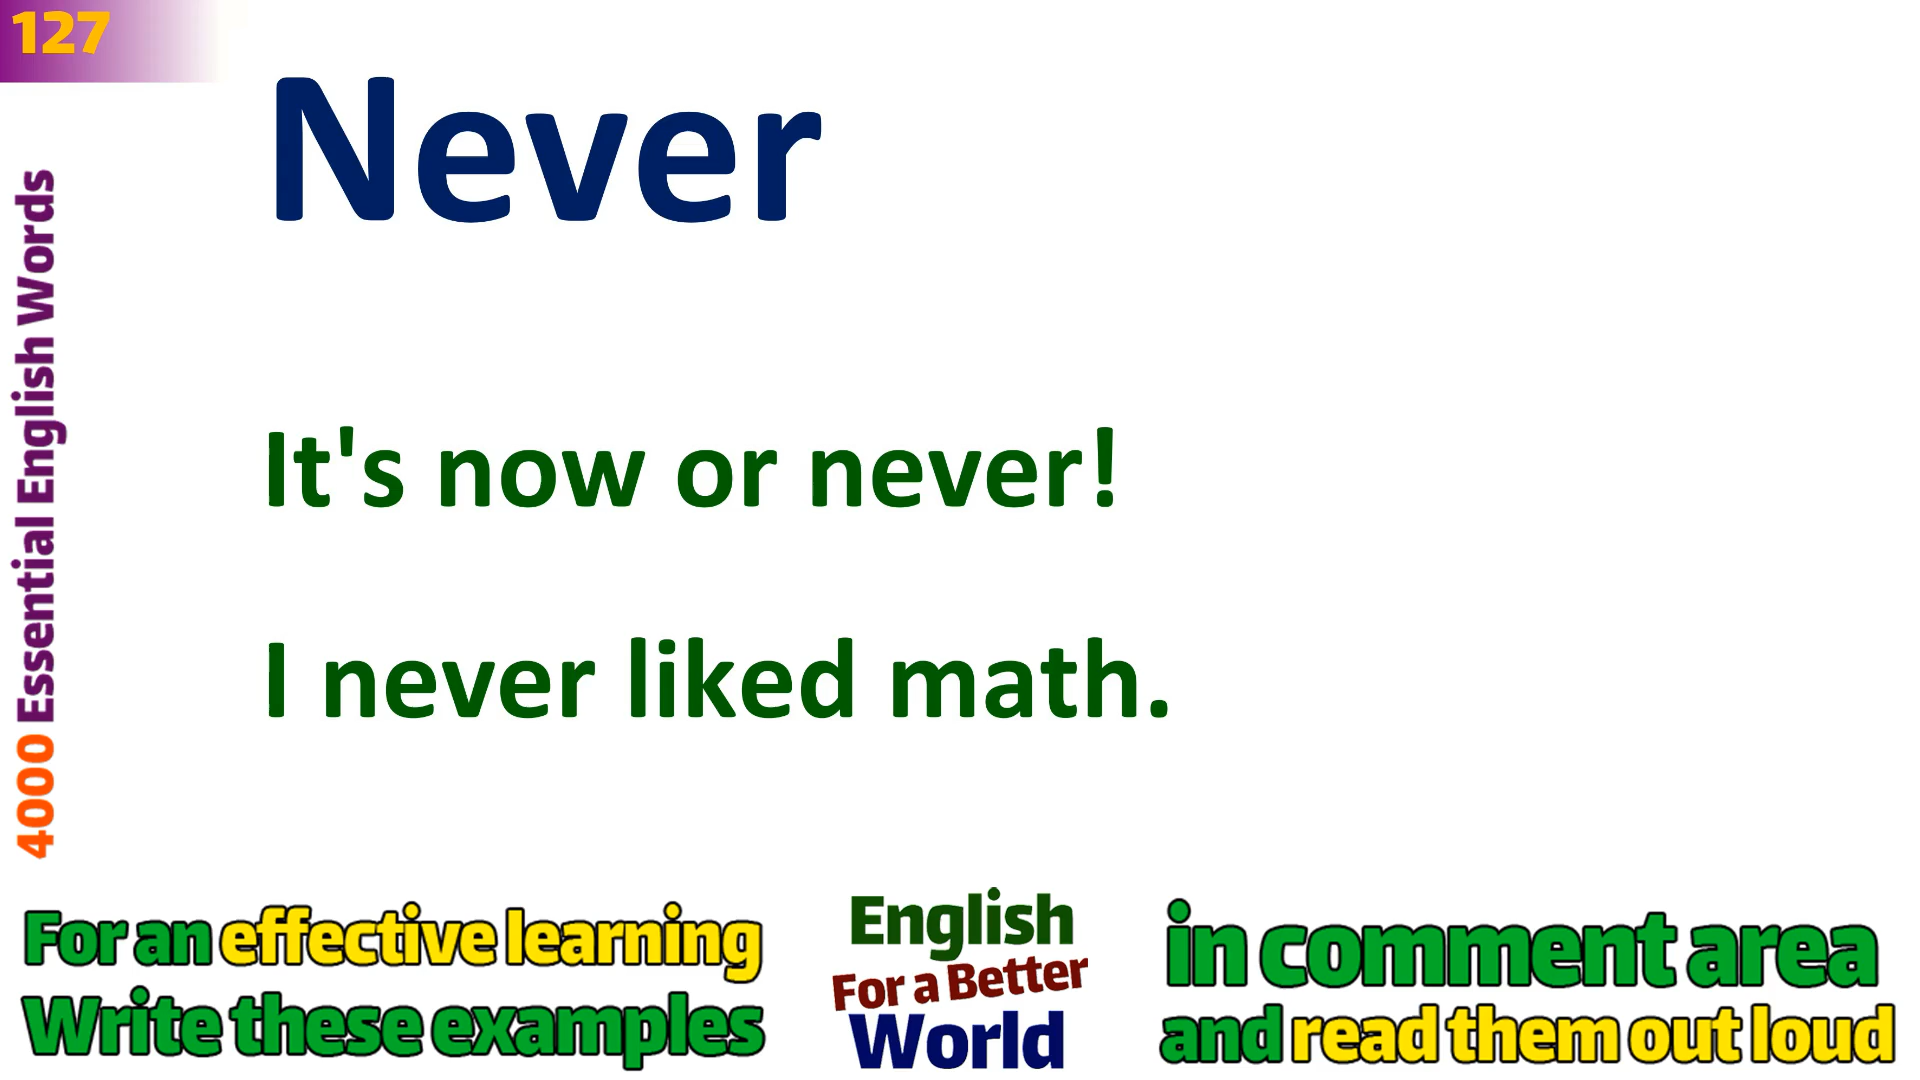 127
4000 Essential English Words
Never
It's now or never!
I never liked math.
For an effective learning
Write these examples
English
For a Better
World
in comment area
and read them out loud